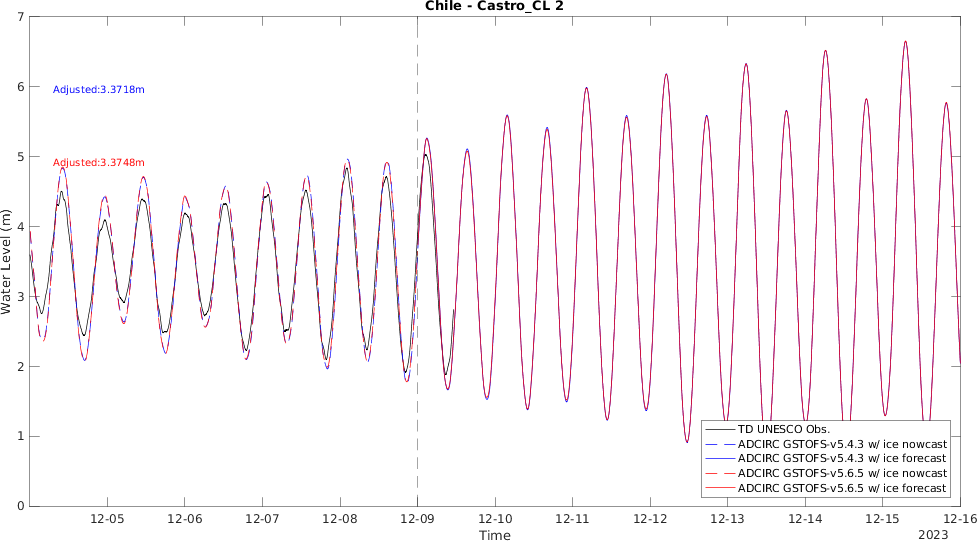 Chile - Castro_CL 2
7
6
5
4
3
2
1
0
Water Level (m)
Adjusted:3.3718m
Adjusted:3.3748m
TD UNESCO Obs.
ADCIRC GSTOFS-v5.4.3 w/ ice nowcast
ADCIRC GSTOFS-v5.4.3 w/ ice forecast
ADCIRC GSTOFS-v5.6.5 w/ ice nowcast
ADCIRC GSTOFS-v5.6.5 w/ ice forecast
12-05 12-06 12-07 12-08 12-09 12-10 12-11 12-12 12-13 12-14 12-15 12-16
Time
2023